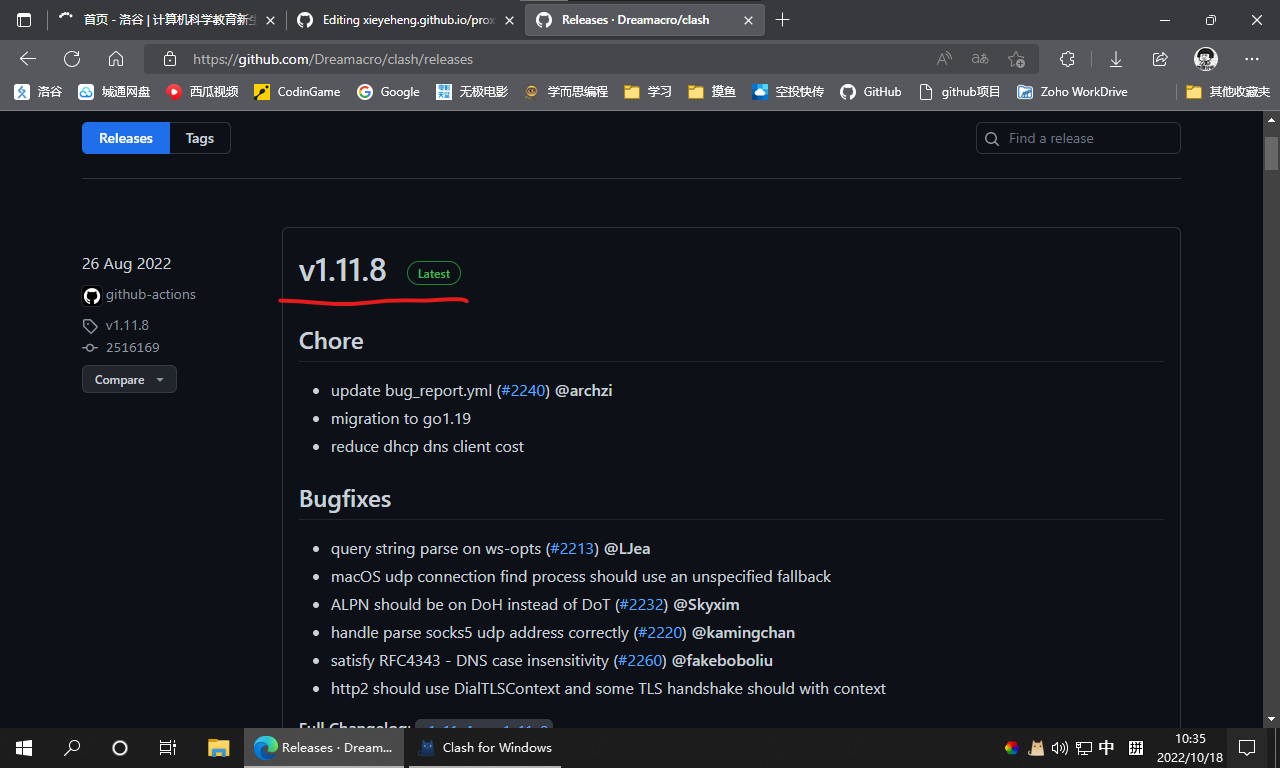 首页 - 洛谷 | 计算机科学教育新生
Editing xieyeheng.github.io/prox
Releases · Dreamacro/clash
https://github.com/Dreamacro/clash/releases
洛谷 城通网盘 西瓜视频 CodinGame Google 无极电影 学而思编程 学习 摸鱼 空投快传 GitHub github项目 Zoho WorkDrive 其他收藏夹
Releases Tags Find a release
26 Aug 2022
github-actions
v1.11.8
2516169
Compare
v1.11.8 Latest
Chore
update bug_report.yml (#2240) @archzi
migration to go1.19
reduce dhcp dns client cost
Bugfixes
query string parse on ws-opts (#2213) @LJea
macOS udp connection find process should use an unspecified fallback
ALPN should be on DoH instead of DoT (#2232) @Skyxim
handle parse socks5 udp address correctly (#2220) @kamingchan
satisfy RFC4343 - DNS case insensitivity (#2260) @fakeboboliu
http2 should use DialTLSContext and some TLS handshake should with context
Full Changelog:
Releases · Dream... Clash for Windows 中 拼 10:35
2022/10/18